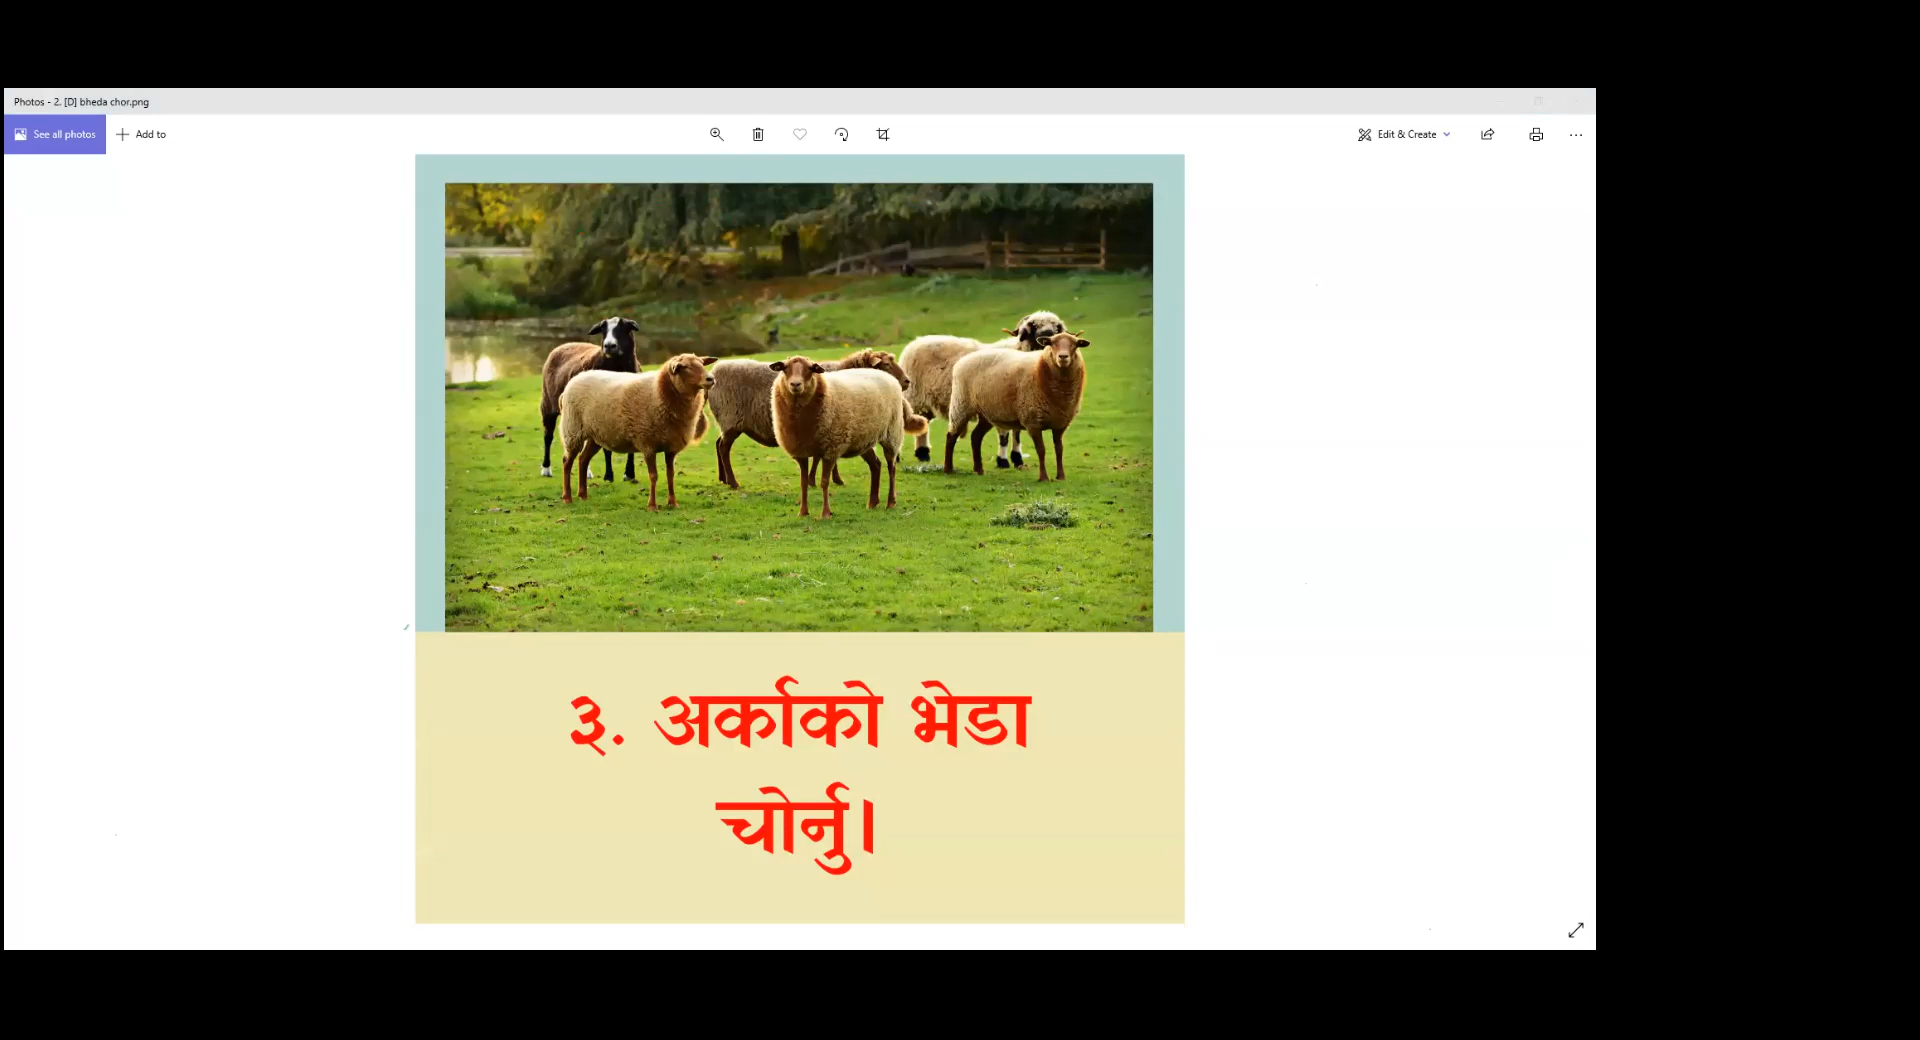 Photos - 2. [D] bheda chor.png
See all photos
Add to
Edit & Create
३. अर्काको भेडा
चोर्नु।